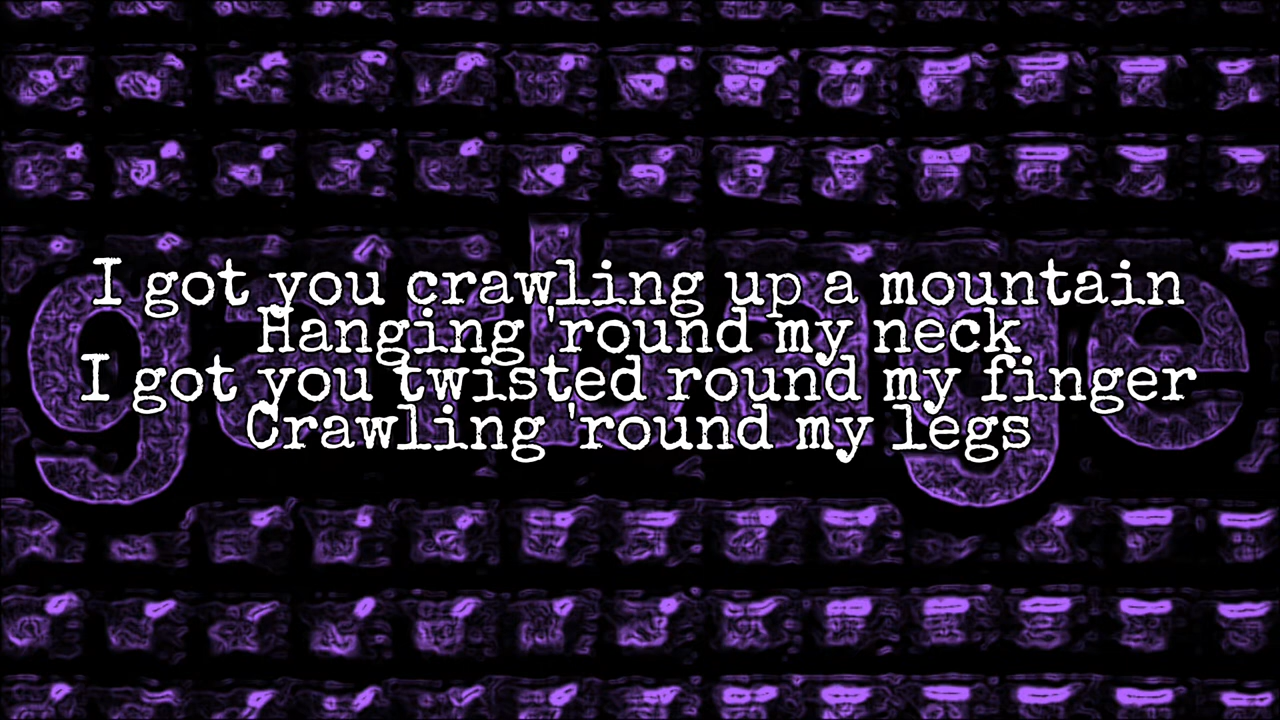 garbage
I got you crawling up a mountain
Hanging 'round my neck
I got you twisted round my finger
Crawling 'round my legs